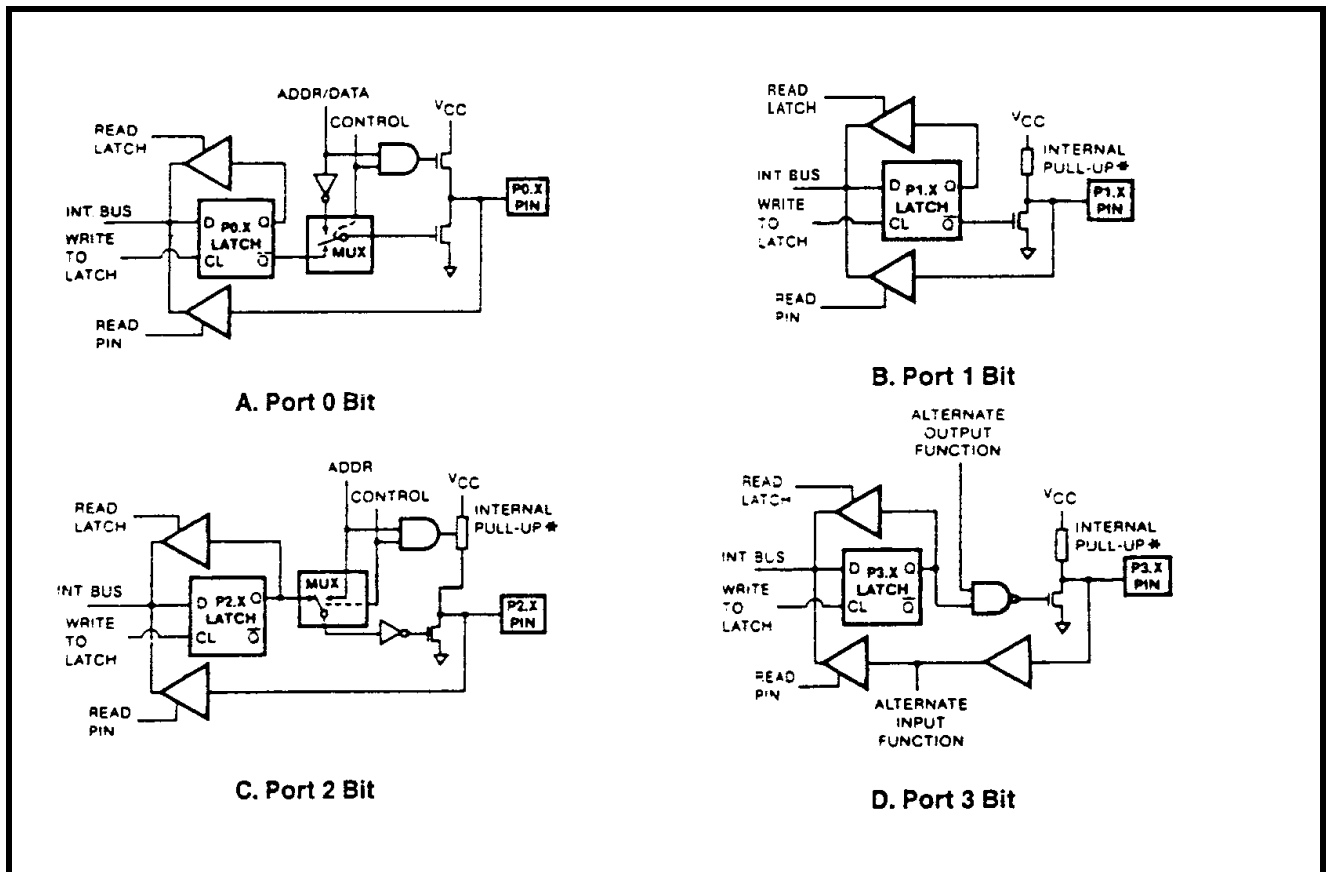 ADDR/DATA
CONTROL
VCC
READ
LATCH
INT. BUS
WRITE
TO
LATCH
D P0.X Q
LATCH
CL Q̅
MUX
P0.X
PIN
READ
PIN
A. Port 0 Bit
READ
LATCH
VCC
INTERNAL
PULL-UP*
INT BUS
WRITE
TO
LATCH
D P1.X Q
LATCH
CL Q̅
P1.X
PIN
READ
PIN
B. Port 1 Bit
ADDR
CONTROL
VCC
INTERNAL
PULL-UP*
READ
LATCH
MUX
INT BUS
WRITE
TO
LATCH
D P2.X Q
LATCH
CL Q̅
P2.X
PIN
READ
PIN
C. Port 2 Bit
ALTERNATE
OUTPUT
FUNCTION
READ
LATCH
VCC
INTERNAL
PULL-UP*
INT BUS
WRITE
TO
LATCH
D P3.X Q
LATCH
CL Q̅
P3.X
PIN
READ
PIN
ALTERNATE
INPUT
FUNCTION
D. Port 3 Bit